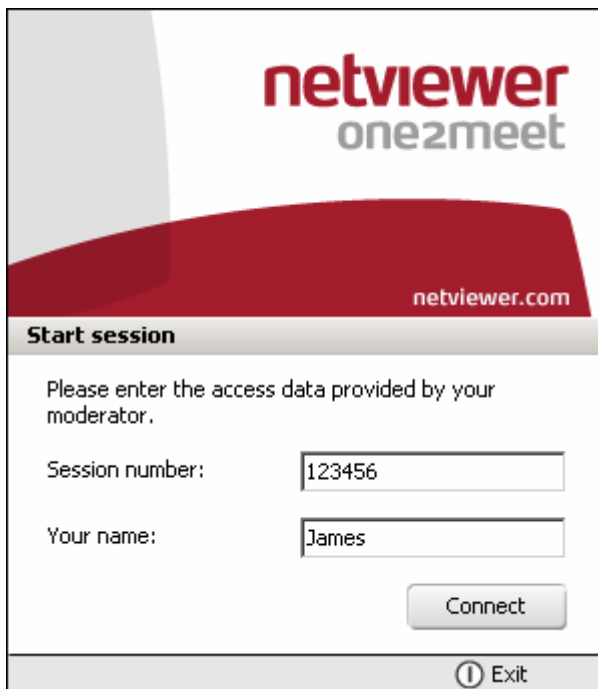 netviewer
one2meet
netviewer.com
Start session
Please enter the access data provided by your
moderator.
Session number: 123456
Your name: James
Connect
Exit